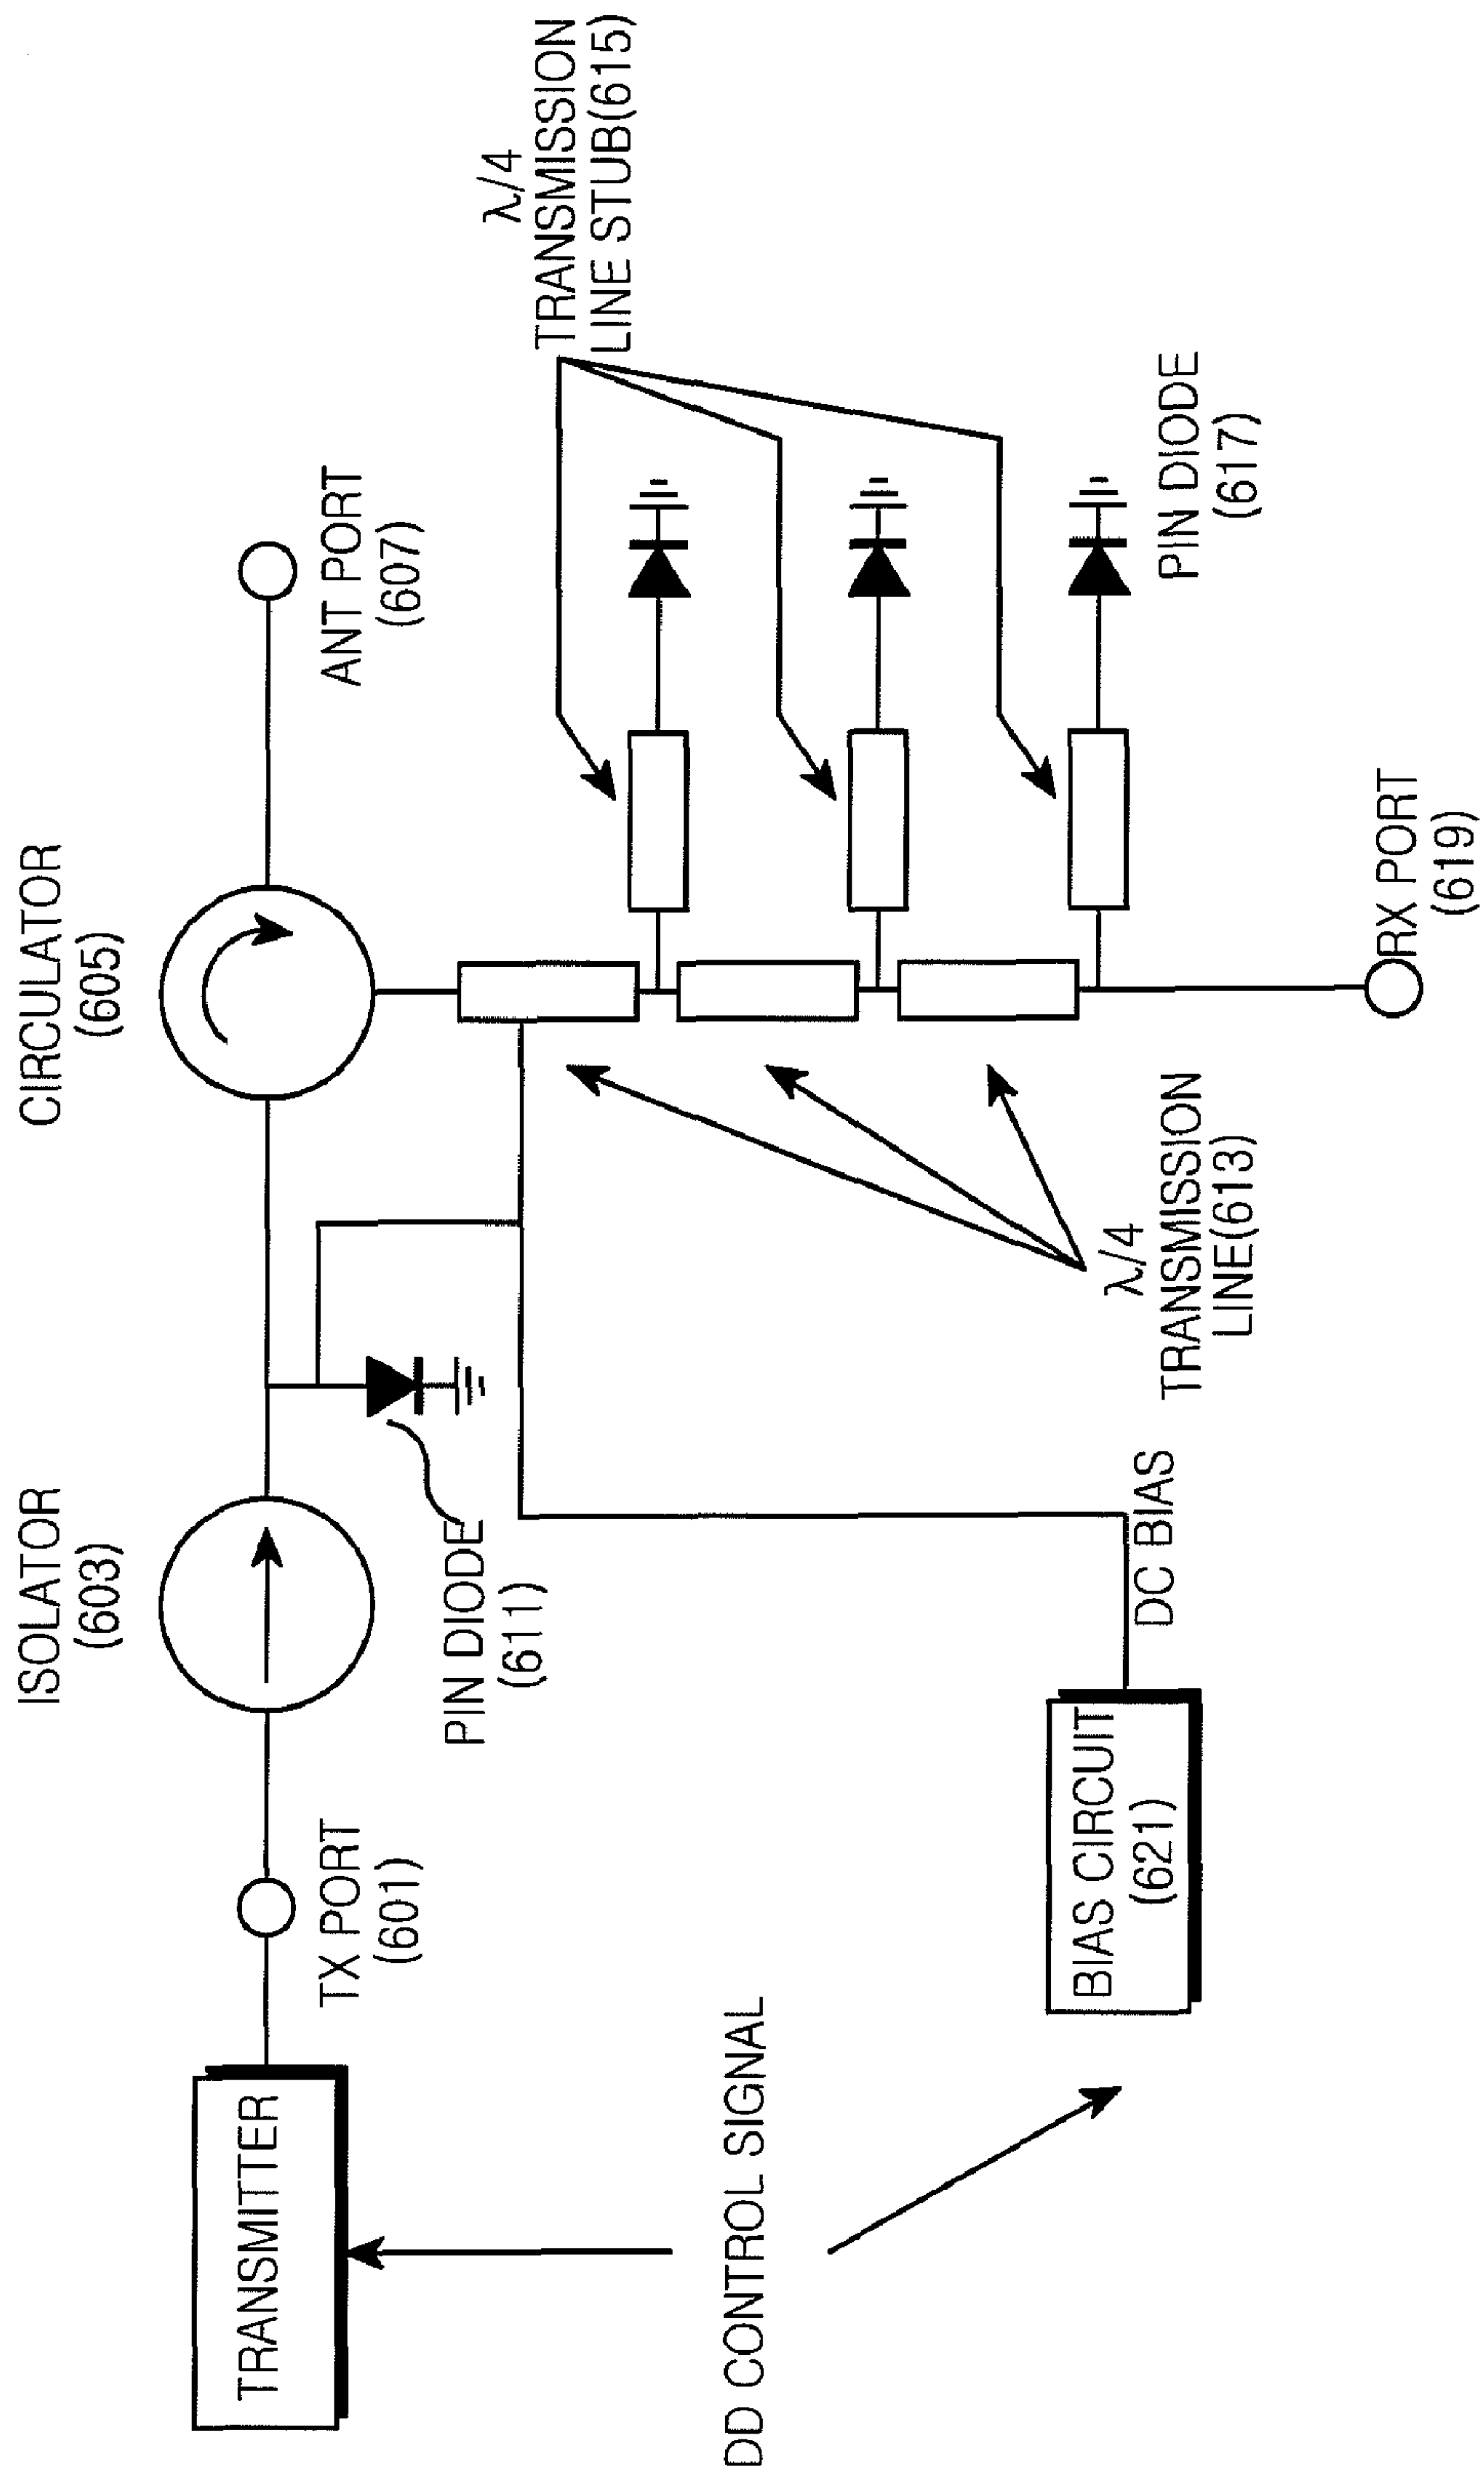 TRANSMITTER
TX PORT
(601)
ISOLATOR
(603)
PIN DIODE
(611)
CIRCULATOR
(605)
ANT PORT
(607)
λ/4
TRANSMISSION
LINE STUB(615)
DD CONTROL SIGNAL
BIAS CIRCUIT
(621)
DC BIAS
λ/4
TRANSMISSION
LINE(613)
RX PORT
(619)
PIN DIODE
(617)